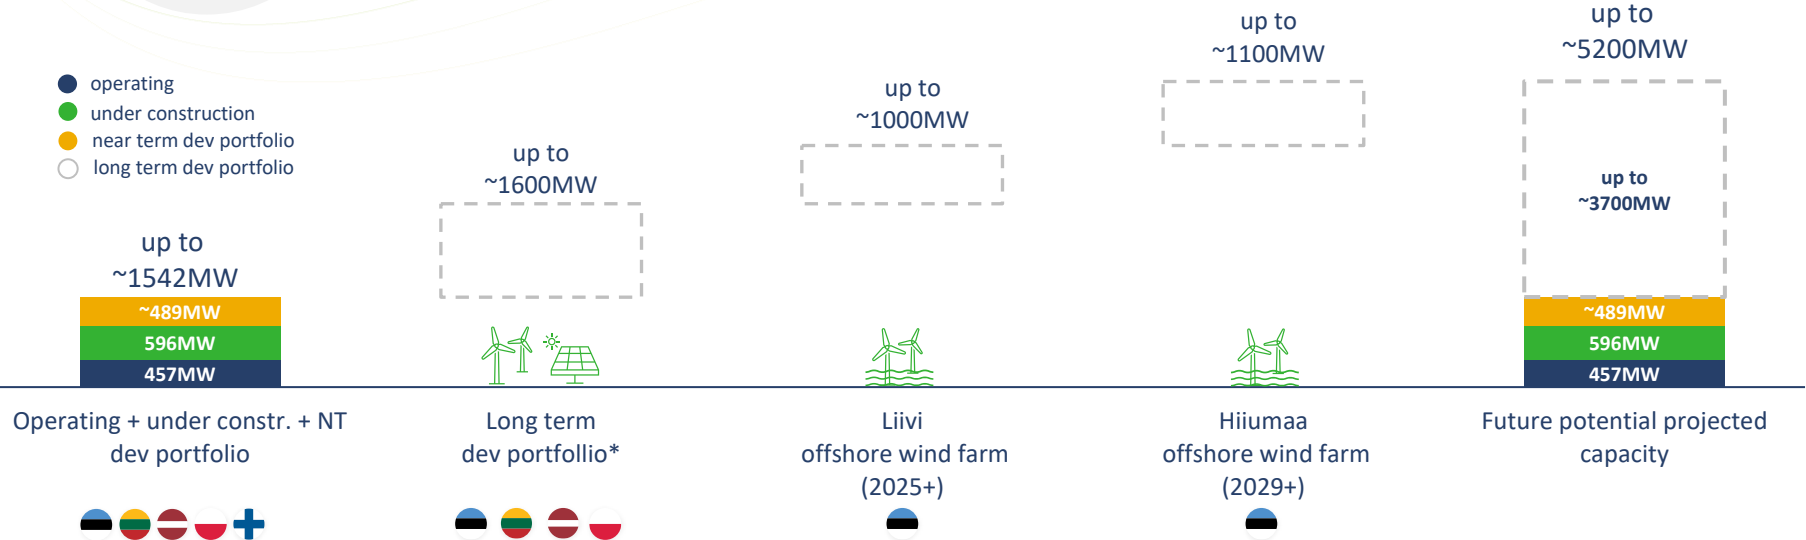 operating
under construction
near term dev portfolio
long term dev portfolio
up to
~1542MW
~489MW
596MW
457MW
Operating + under constr. + NT
dev portfolio
up to
~1600MW
Long term
dev portfollio*
up to
~1000MW
Liivi
offshore wind farm
(2025+)
up to
~1100MW
Hiiumaa
offshore wind farm
(2029+)
up to
~5200MW
up to
~3700MW
~489MW
596MW
457MW
Future potential projected
capacity